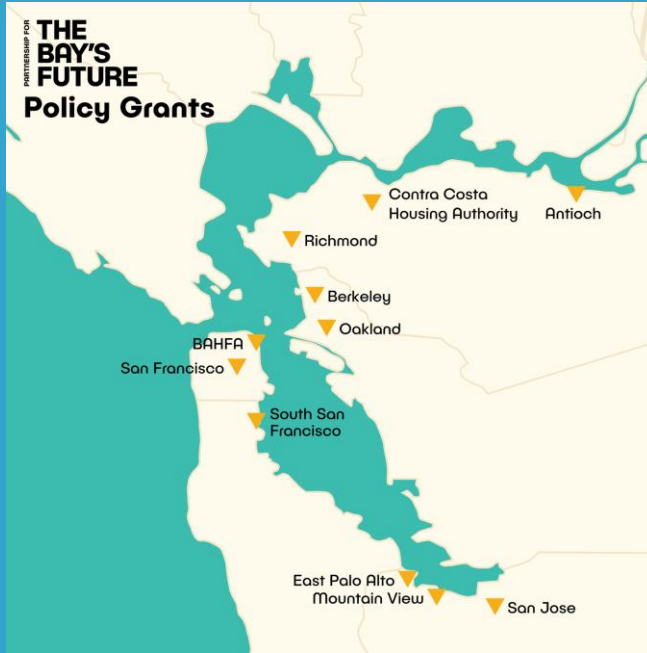 PARTNERSHIP FOR
THE
BAY'S
FUTURE
Policy Grants
Contra Costa
Housing Authority
Antioch
Richmond
Berkeley
Oakland
BAHFA
San Francisco
South San
Francisco
East Palo Alto
Mountain View
San Jose